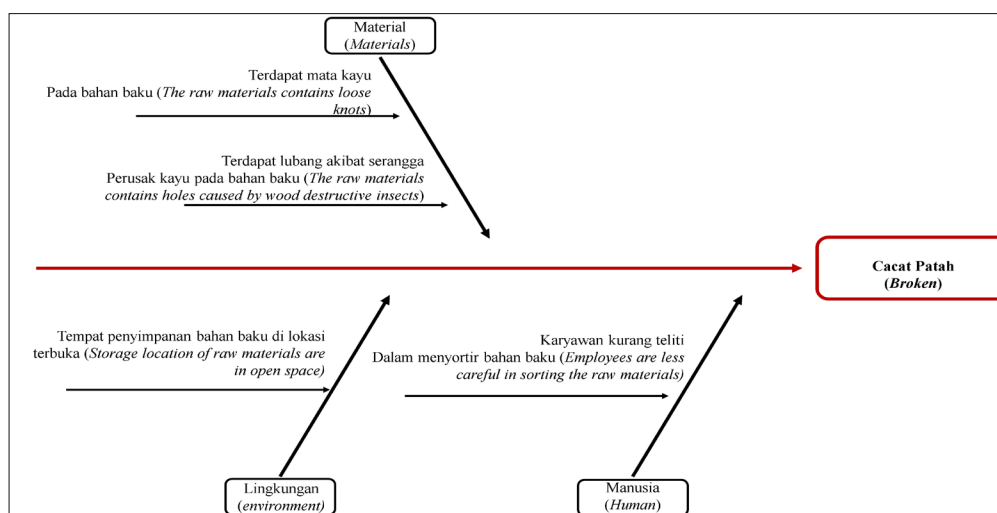 Material
(Materials)
Terdapat mata kayu
Pada bahan baku (The raw materials contains loose
knots)
Terdapat lubang akibat serangga
Perusak kayu pada bahan baku (The raw materials
contains holes caused by wood destructive insects)
Cacat Patah
(Broken)
Tempat penyimpanan bahan baku di lokasi
terbuka (Storage location of raw materials are
in open space)
Karyawan kurang teliti
Dalam menyortir bahan baku (Employees are less
careful in sorting the raw materials)
Lingkungan
(environment)
Manusia
(Human)